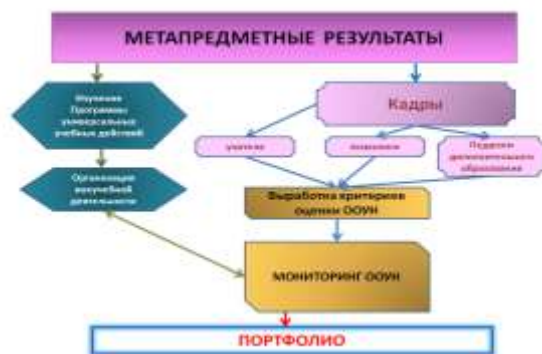 МЕТАПРЕДМЕТНЫЕ РЕЗУЛЬТАТЫ
Изучение
Программы
универсальных
учебных действий
Кадры
учителя
психологи
Педагоги
дополнительного
образования
Организация
внеучебной
деятельности
Выработка критериев
оценки ООУН
МОНИТОРИНГ ООУН
ПОРТФОЛИО